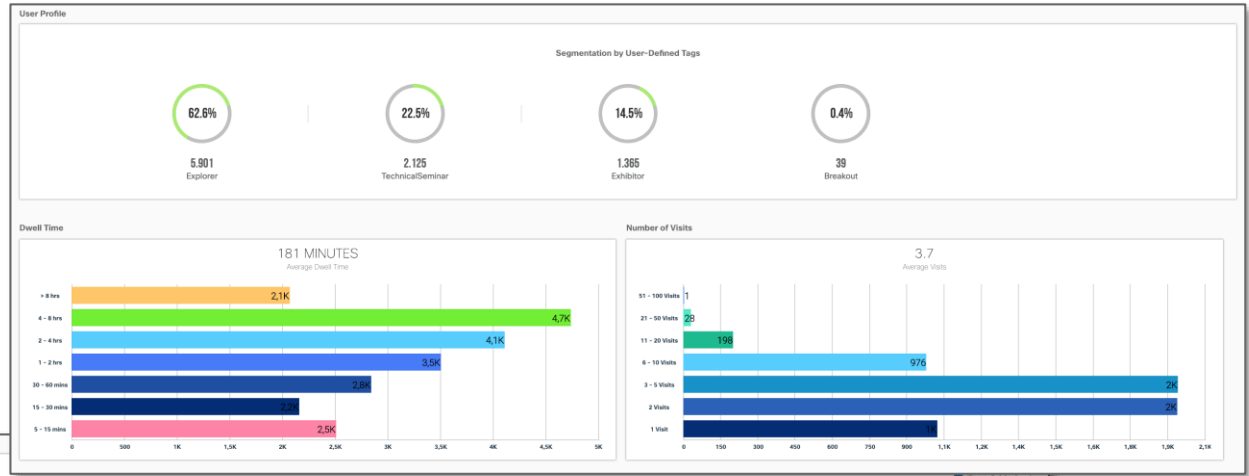 User Profile
Segmentation by User-Defined Tags
62.6%
22.5%
14.5%
0.4%
5.901
2.125
1.365
39
Explorer
TechnicalSeminar
Exhibitor
Breakout
Dwell Time
181 MINUTES
Average Dwell Time
> 8 hrs 2,1K
4 - 8 hrs 4,7K
2 - 4 hrs 4,1K
1 - 2 hrs 3,5K
30 - 60 mins 2,8K
15 - 30 mins 2,2K
5 - 15 mins 2,5K
0 500 1K 1,5K 2K 2,5K 3K 3,5K 4K 4,5K 5K
Number of Visits
3.7
Average Visits
51 - 100 Visits 1
21 - 50 Visits 28
11 - 20 Visits 198
6 - 10 Visits 976
3 - 5 Visits 2K
2 Visits 2K
1 Visit 1K
0 150 300 450 600 750 900 1,1K 1,2K 1,4K 1,5K 1,6K 1,8K 1,9K 2,1K